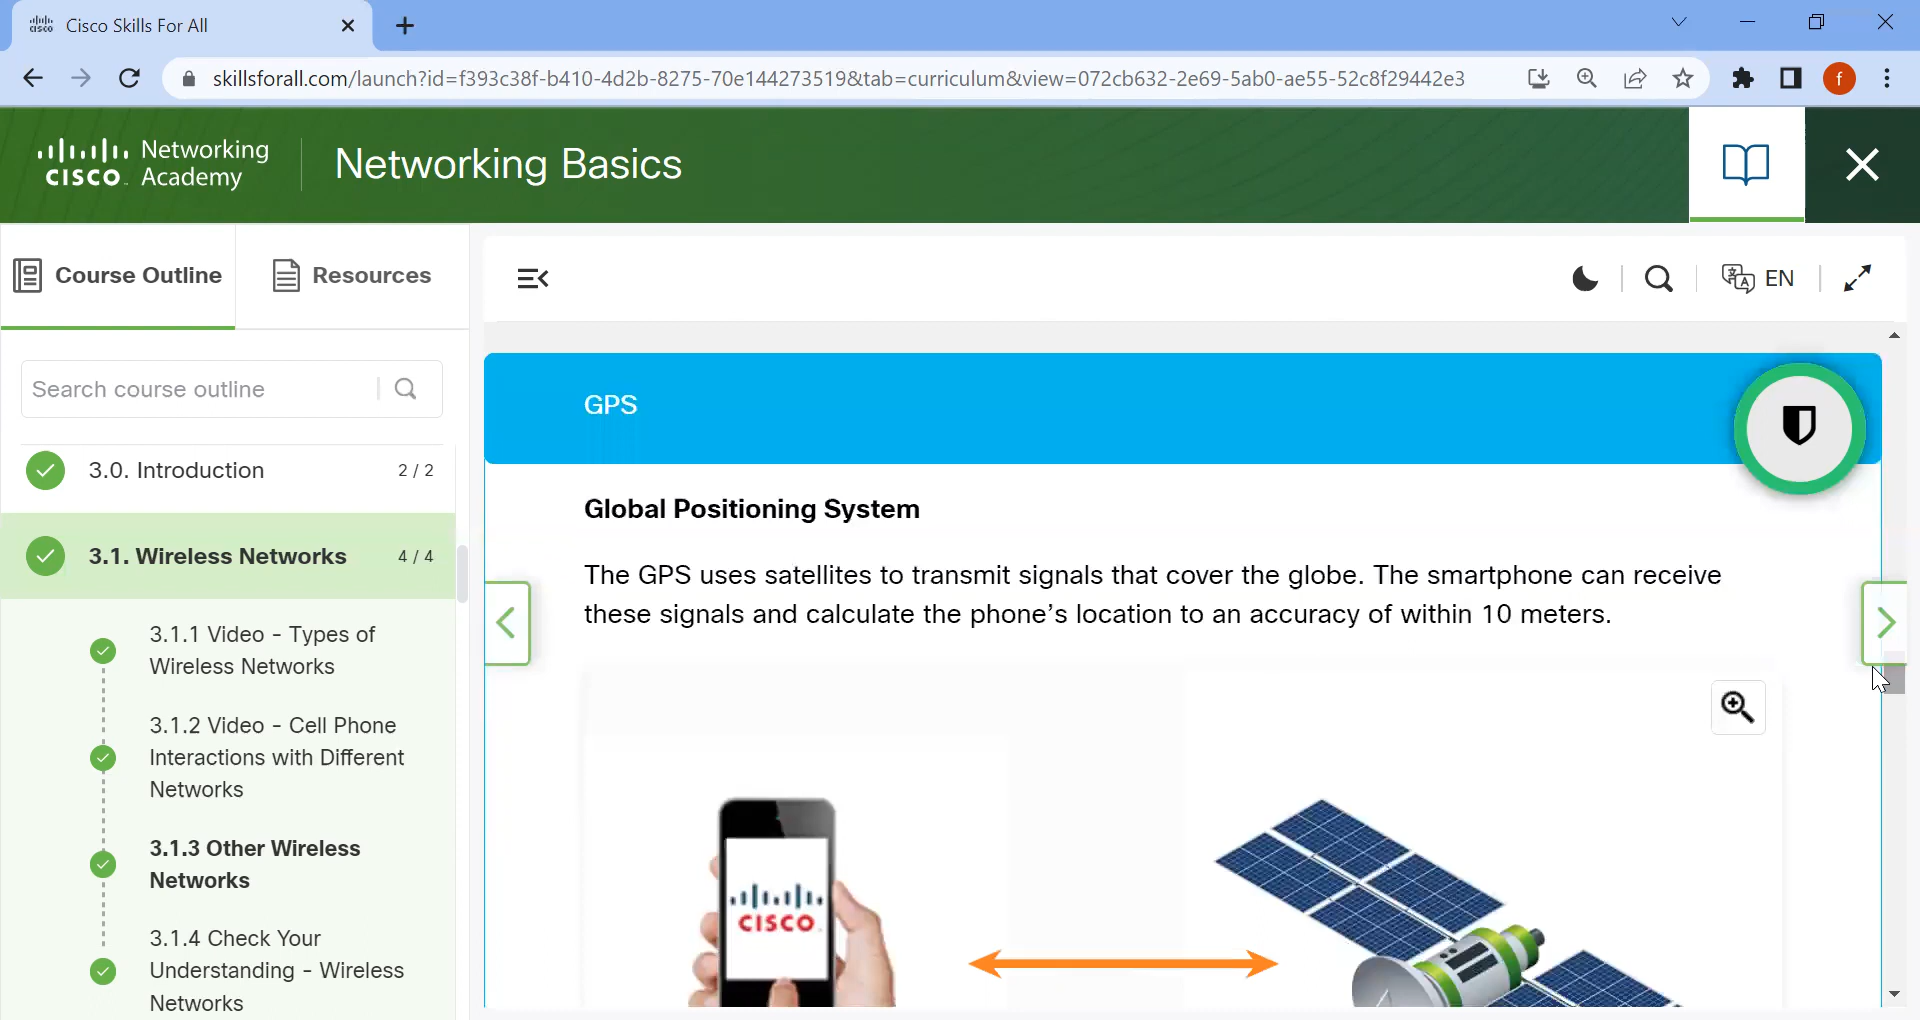 Cisco Skills For All
skillsforall.com/launch?id=f393c38f-b410-4d2b-8275-70e144273519&tab=curriculum&view=072cb632-2e69-5ab0-ae55-52c8f29442e3
f
CISCO Networking Academy
Networking Basics
Course Outline
Resources
EN
Search course outline
3.0. Introduction 2 / 2
3.1. Wireless Networks 4 / 4
3.1.1 Video - Types of
Wireless Networks
3.1.2 Video - Cell Phone
Interactions with Different
Networks
3.1.3 Other Wireless
Networks
3.1.4 Check Your
Understanding - Wireless
Networks
GPS
Global Positioning System
The GPS uses satellites to transmit signals that cover the globe. The smartphone can receive
these signals and calculate the phone's location to an accuracy of within 10 meters.
CISCO